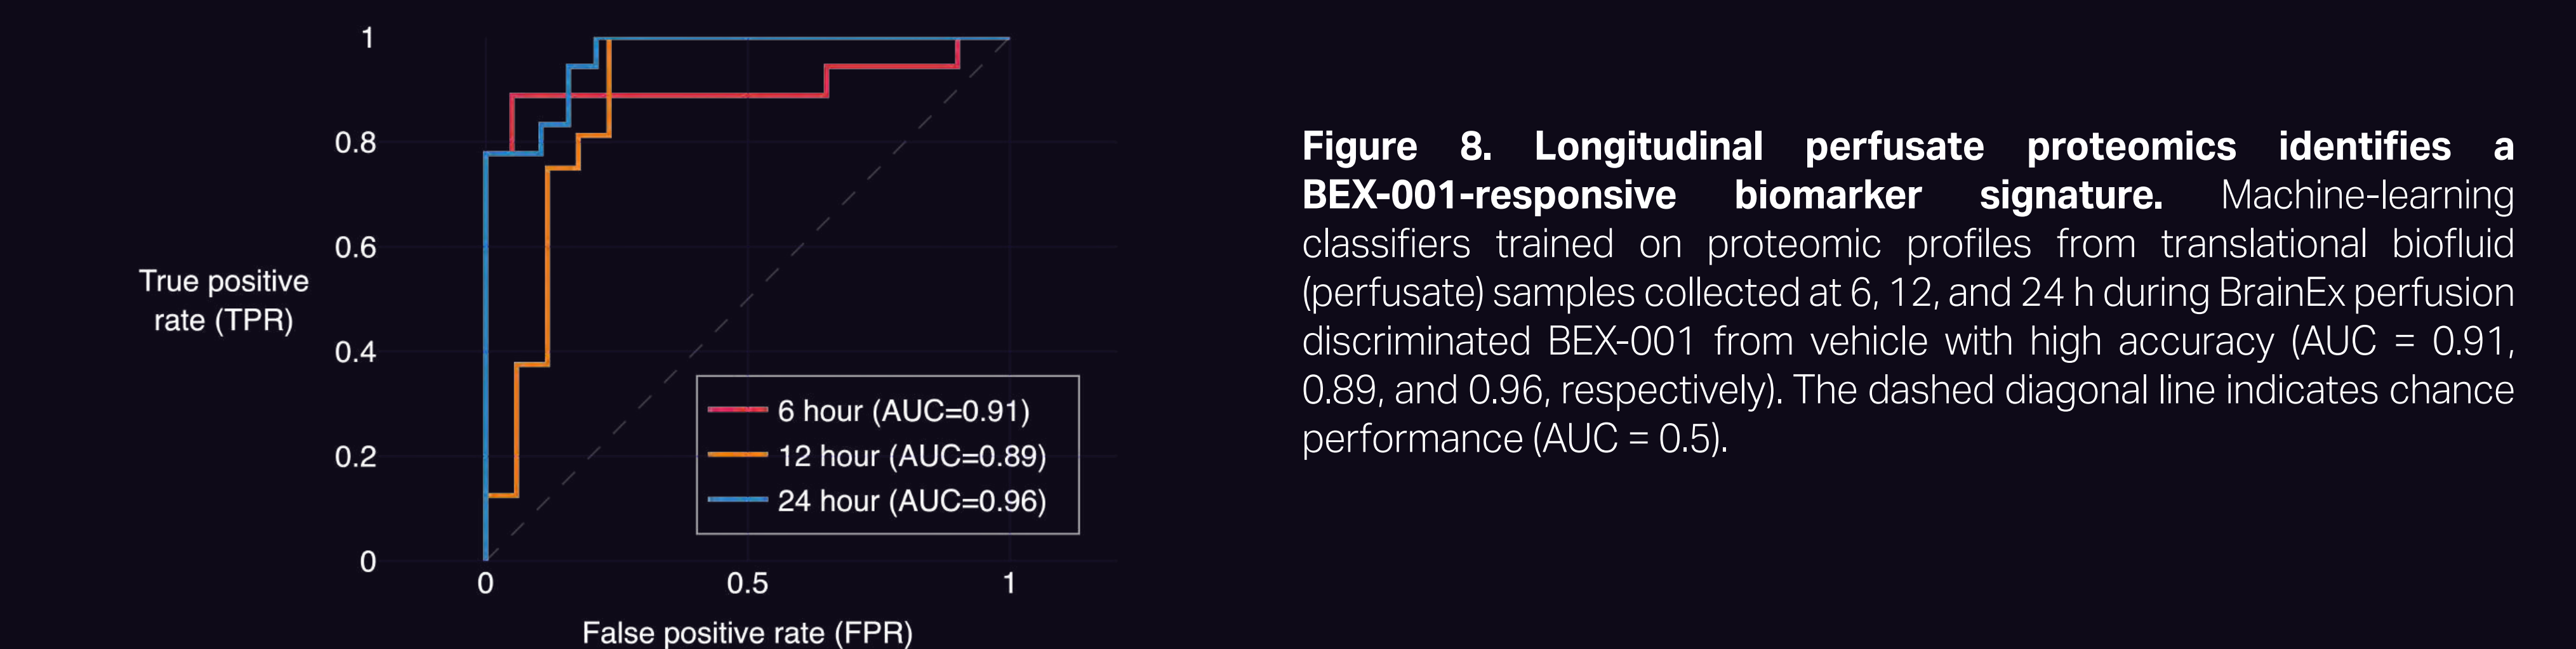 1
0.8
0.6
0.4
0.2
0
True positive
rate (TPR)
6 hour (AUC=0.91)
12 hour (AUC=0.89)
24 hour (AUC=0.96)
0
0.5
1
False positive rate (FPR)
Figure 8. Longitudinal perfusate proteomics identifies a
BEX-001-responsive biomarker signature. Machine-learning
classifiers trained on proteomic profiles from translational biofluid
(perfusate) samples collected at 6, 12, and 24 h during BrainEx perfusion
discriminated BEX-001 from vehicle with high accuracy (AUC = 0.91,
0.89, and 0.96, respectively). The dashed diagonal line indicates chance
performance (AUC = 0.5).